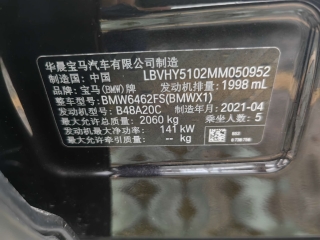 华晨宝马汽车有限公司制造
制造国：中国 LBVHY5102MM050952
品牌：宝马(BMW)牌 发动机排量：1998 mL
整车型号：BMW6462FS(BMWX1)
发动机型号：B48A20C 制造年月：2021-04
最大允许总质量：2060 kg 乘坐人数：5
发动机最大净功率：141 kW
最大允许牵引质量：-- kg